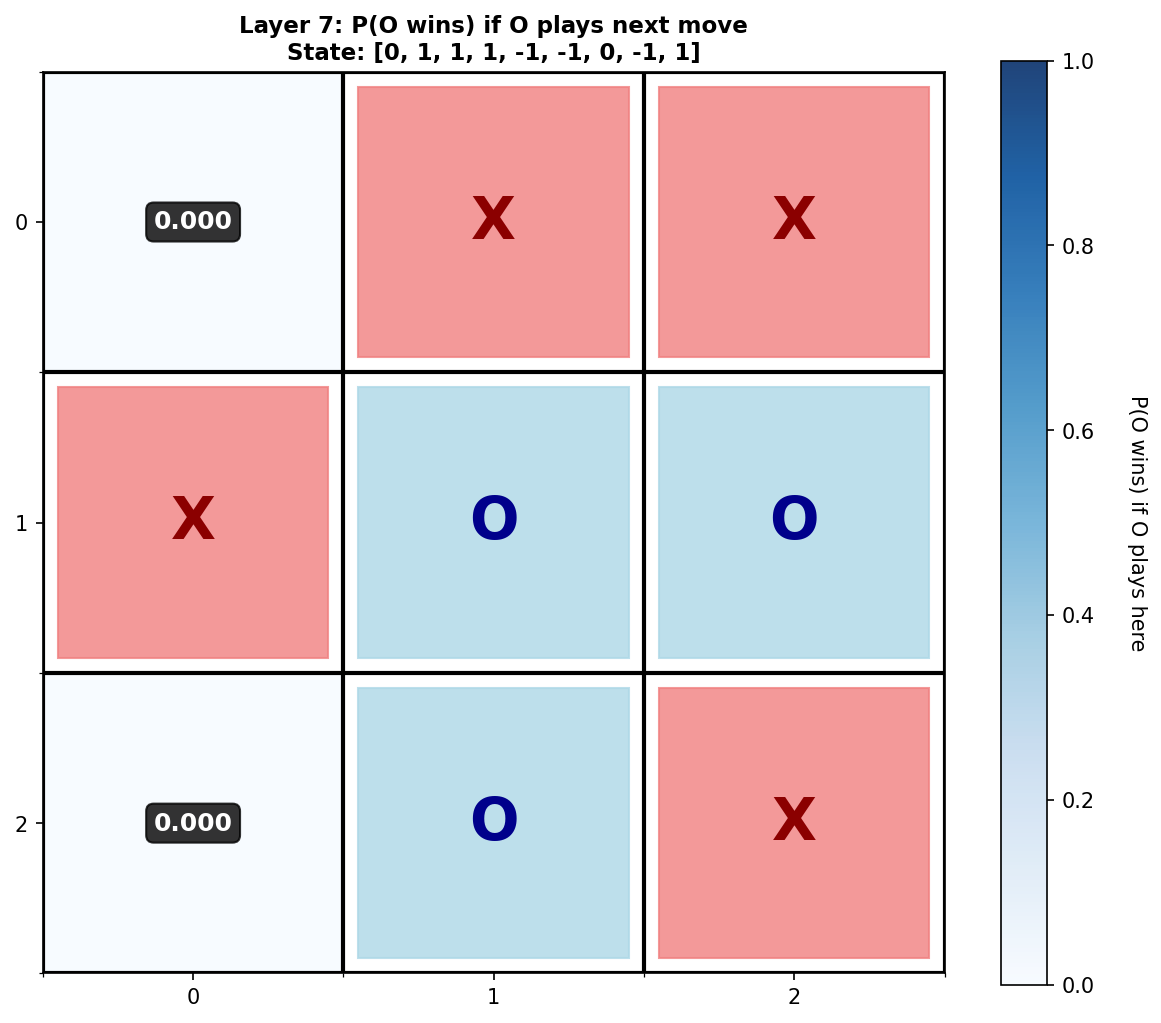 Layer 7: P(O wins) if O plays next move
State: [0, 1, 1, 1, -1, -1, 0, -1, 1]
0
0.000
X
X
1
X
O
O
2
0.000
O
X
0
1
2
1.0
0.8
0.6
0.4
0.2
0.0
P(O wins) if O plays here